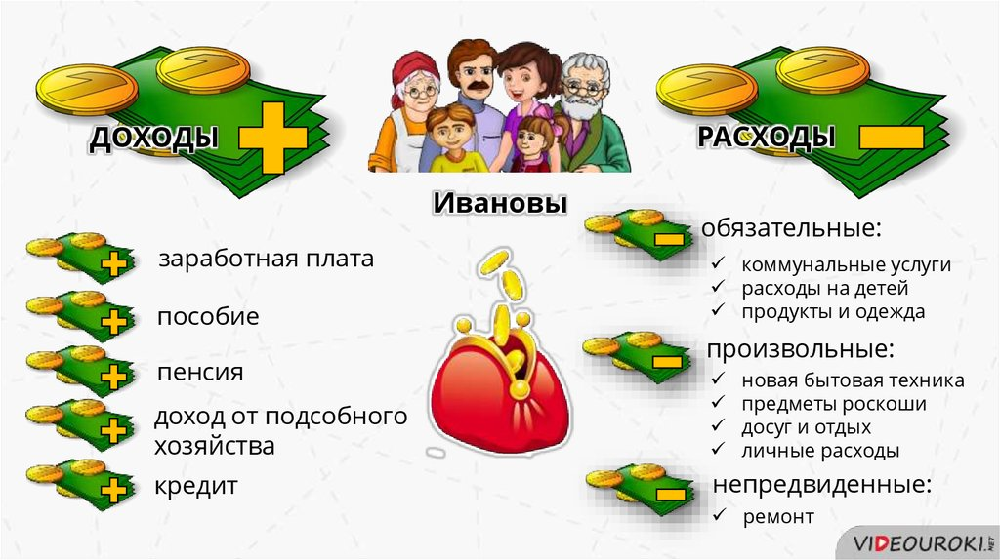 ДОХОДЫ
РАСХОДЫ
Ивановы
заработная плата
пособие
пенсия
доход от подсобного
хозяйства
кредит
обязательные:
✓ коммунальные услуги
✓ расходы на детей
✓ продукты и одежда
произвольные:
✓ новая бытовая техника
✓ предметы роскоши
✓ досуг и отдых
✓ личные расходы
непредвиденные:
✓ ремонт
VIDEOUROKI.NET